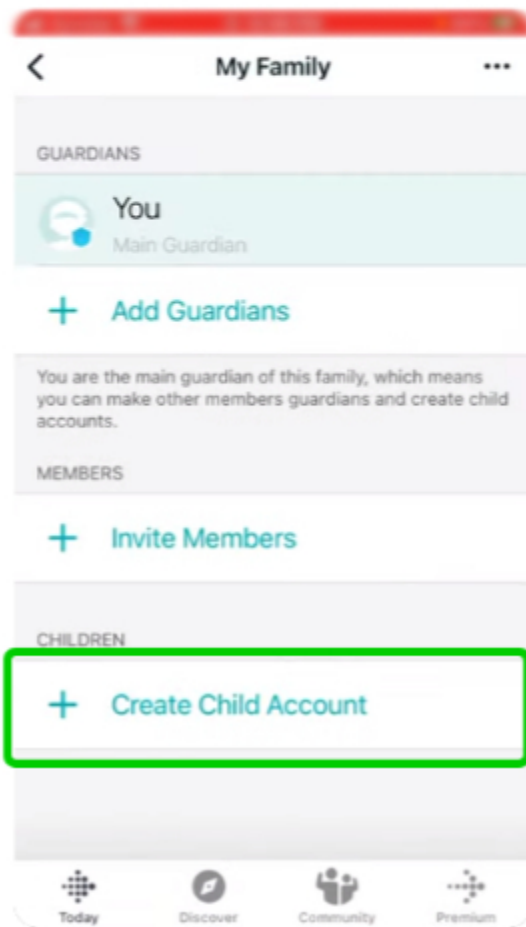 My Family
GUARDIANS
You
Main Guardian
+ Add Guardians
You are the main guardian of this family, which means
you can make other members guardians and create child
accounts.
MEMBERS
+ Invite Members
CHILDREN
+ Create Child Account
Today Discover Community Premium